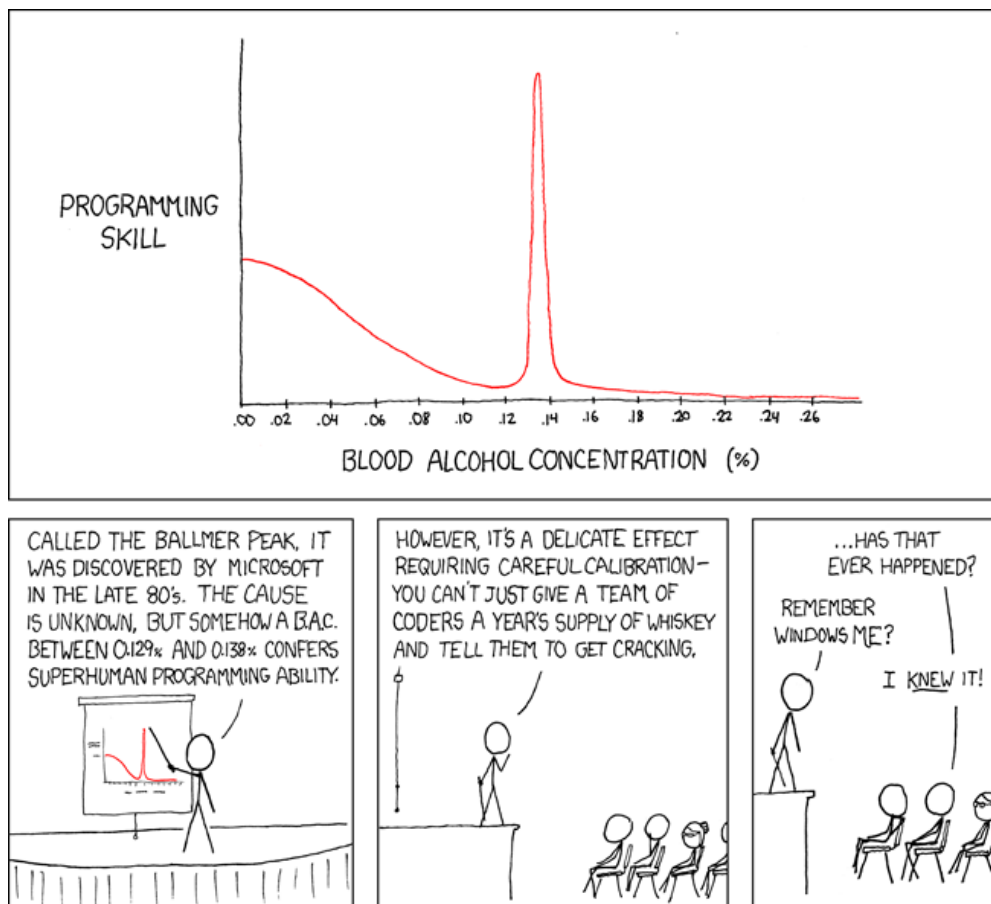 PROGRAMMING
SKILL
.00 .02 .04 .06 .08 .10 .12 .14 .16 .18 .20 .22 .24 .26
BLOOD ALCOHOL CONCENTRATION (%)
CALLED THE BALLMER PEAK, IT
WAS DISCOVERED BY MICROSOFT
IN THE LATE 80'S. THE CAUSE
IS UNKNOWN, BUT SOMEHOW A B.A.C.
BETWEEN 0.129% AND 0.138% CONFERS
SUPERHUMAN PROGRAMMING ABILITY.
HOWEVER, IT'S A DELICATE EFFECT
REQUIRING CAREFUL CALIBRATION—
YOU CAN'T JUST GIVE A TEAM OF
CODERS A YEAR'S SUPPLY OF WHISKEY
AND TELL THEM TO GET CRACKING.
...HAS THAT
EVER HAPPENED?
REMEMBER
WINDOWS ME?
I KNEW IT!